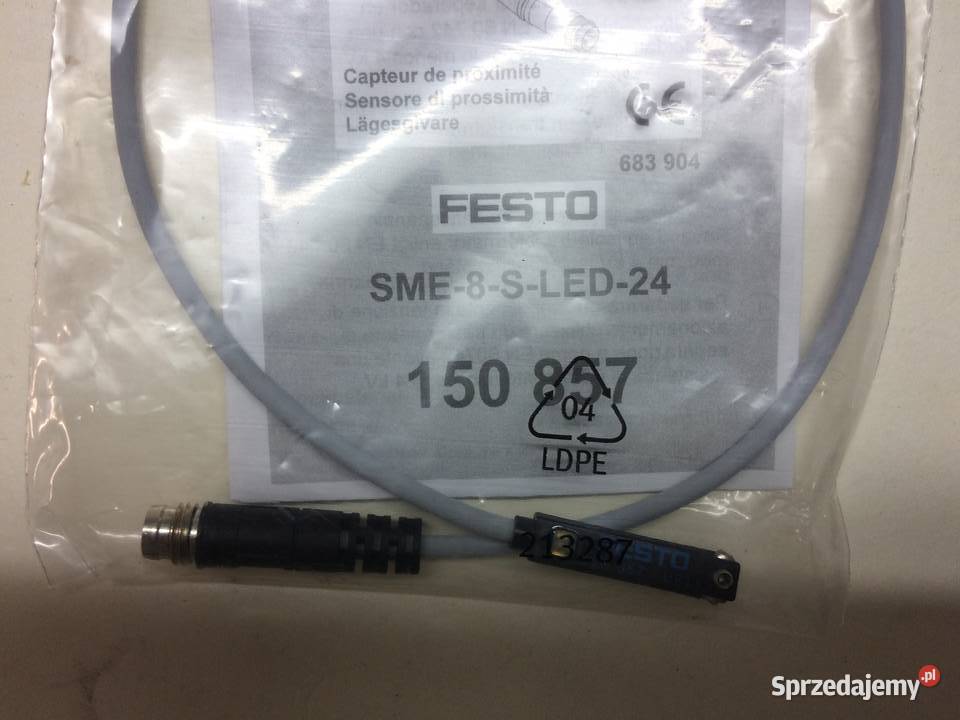 Capteur de proximité
Sensore di prossimità
Lägesgivare
CE
683 904
FESTO
SME-8-S-LED-24
150 857
04
LDPE
213287
FESTO
Sprzedajemy.pl